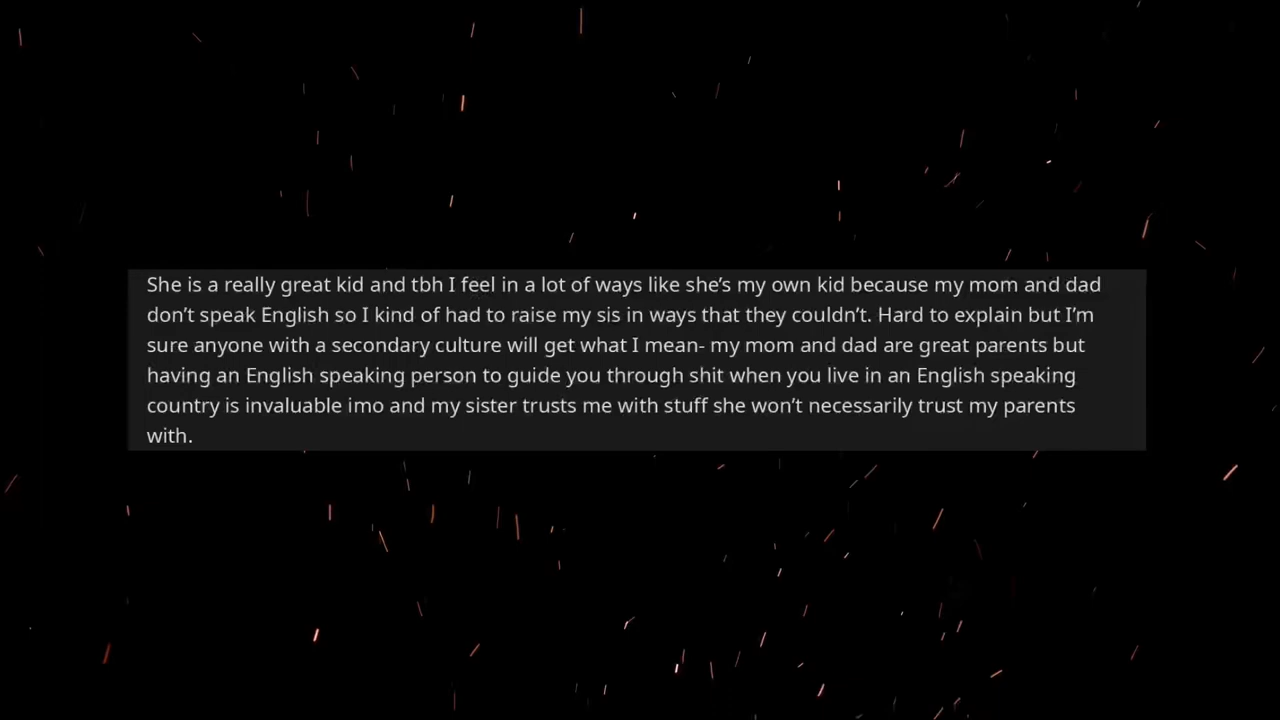 She is a really great kid and tbh I feel in a lot of ways like she’s my own kid because my mom and dad
don’t speak English so I kind of had to raise my sis in ways that they couldn’t. Hard to explain but I’m
sure anyone with a secondary culture will get what I mean- my mom and dad are great parents but
having an English speaking person to guide you through shit when you live in an English speaking
country is invaluable imo and my sister trusts me with stuff she won’t necessarily trust my parents
with.